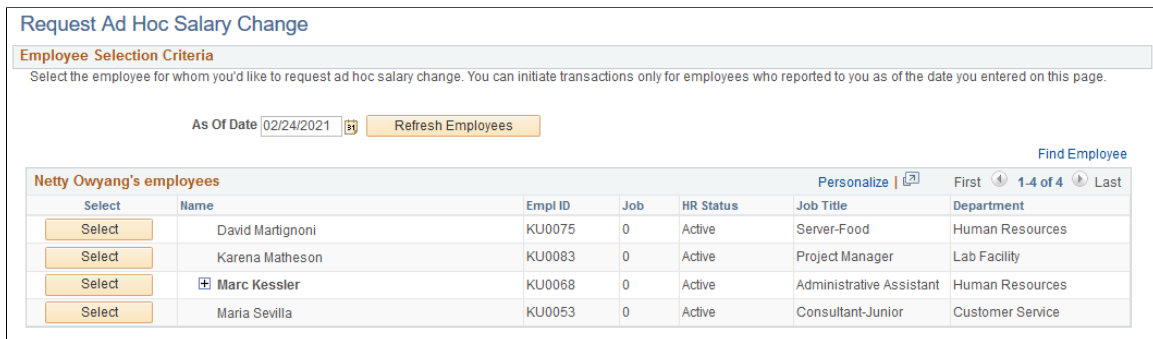 Request Ad Hoc Salary Change
Employee Selection Criteria
Select the employee for whom you'd like to request ad hoc salary change. You can initiate transactions only for employees who reported to you as of the date you entered on this page.
As Of Date 02/24/2021 31 Refresh Employees
Find Employee
Netty Owyang's employees Personalize | First 1-4 of 4 Last
Select Name Empl ID Job HR Status Job Title Department
Select David Martignoni KU0075 0 Active Server-Food Human Resources
Select Karena Matheson KU0083 0 Active Project Manager Lab Facility
Select Marc Kessler KU0068 0 Active Administrative Assistant Human Resources
Select Maria Sevilla KU0053 0 Active Consultant-Junior Customer Service